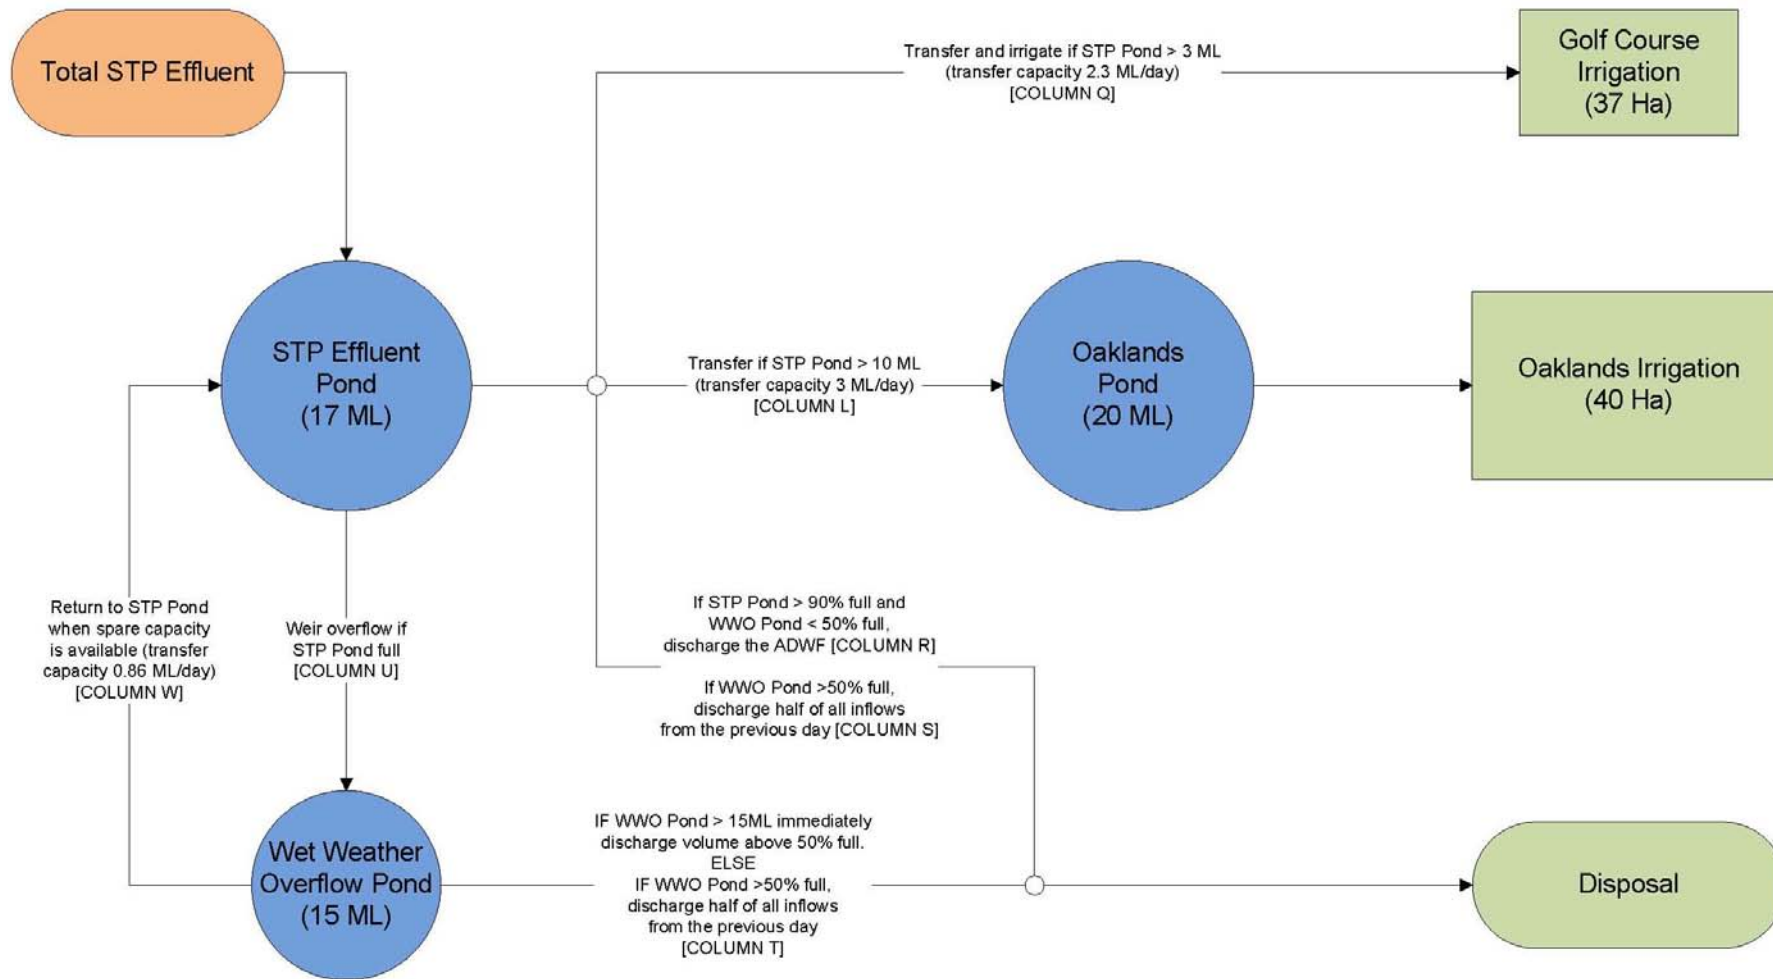 Total STP Effluent
Transfer and irrigate if STP Pond > 3 ML
(transfer capacity 2.3 ML/day)
[COLUMN Q]
Golf Course
Irrigation
(37 Ha)
STP Effluent
Pond
(17 ML)
Transfer if STP Pond > 10 ML
(transfer capacity 3 ML/day)
[COLUMN L]
Oaklands
Pond
(20 ML)
Oaklands Irrigation
(40 Ha)
Return to STP Pond
when spare capacity
is available (transfer
capacity 0.86 ML/day)
[COLUMN W]
Weir overflow if
STP Pond full
[COLUMN U]
If STP Pond > 90% full and
WWO Pond < 50% full,
discharge the ADWF [COLUMN R]
If WWO Pond >50% full,
discharge half of all inflows
from the previous day [COLUMN S]
Wet Weather
Overflow Pond
(15 ML)
IF WWO Pond > 15ML immediately
discharge volume above 50% full.
ELSE
IF WWO Pond >50% full,
discharge half of all inflows
from the previous day
[COLUMN T]
Disposal